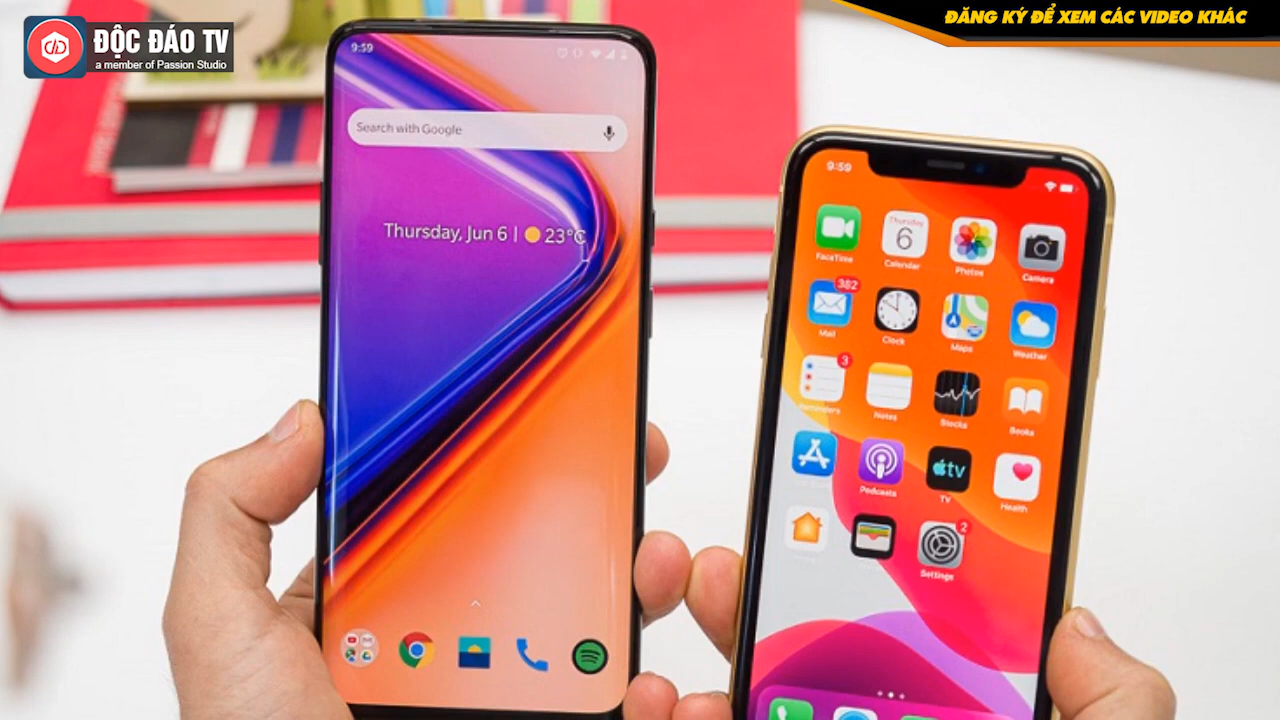 ĐỘC ĐÁO TV
a member of Passion Studio
ĐĂNG KÝ ĐỂ XEM CÁC VIDEO KHÁC
9:59
Search with Google
Thursday, Jun 6 | 23°C
9:59
Thursday
6
FaceTime
Calendar
Photos
Camera
382
Mail
Clock
Maps
Weather
3
Reminders
Notes
Stocks
Books
tv
Podcasts
TV
Health
2
Settings